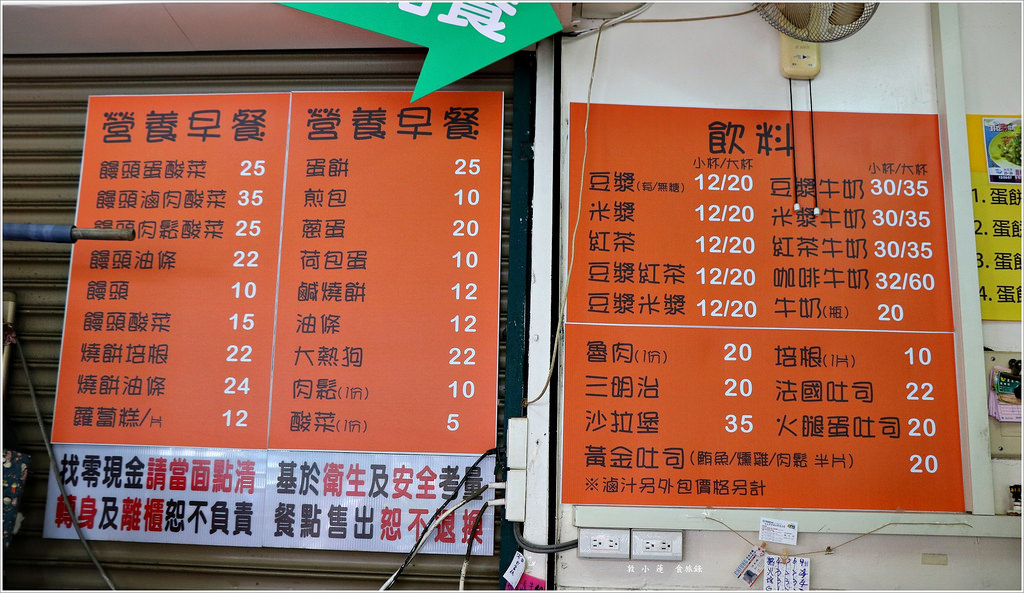 食
營養早餐
饅頭蛋酸菜 25
饅頭滷肉酸菜 35
饅頭肉鬆酸菜 25
饅頭油條 22
饅頭 10
饅頭酸菜 15
燒餅培根 22
燒餅油條 24
蘿蔔糕/片 12
營養早餐
蛋餅 25
煎包 10
蔥蛋 20
荷包蛋 10
鹹燒餅 12
油條 12
大熱狗 22
肉鬆(1份) 10
酸菜(1份) 5
找零現金請當面點清
轉身及離櫃恕不負責
基於衛生及安全考量
餐點售出恕不退換
飲料
小杯/大杯
豆漿(有/無糖) 12/20
米漿 12/20
紅茶 12/20
豆漿紅茶 12/20
豆漿米漿 12/20
小杯/大杯
豆漿牛奶 30/35
米漿牛奶 30/35
紅茶牛奶 30/35
咖啡牛奶 32/60
牛奶(瓶) 20
魯肉(1份) 20
三明治 20
沙拉堡 35
培根(1片) 10
法國吐司 22
火腿蛋吐司 20
黃金吐司(鮪魚/燻雞/肉鬆 半片) 20
※滷汁另外包價格另計
1. 蛋餅
2. 蛋
3. 蛋餅
4. 蛋餅